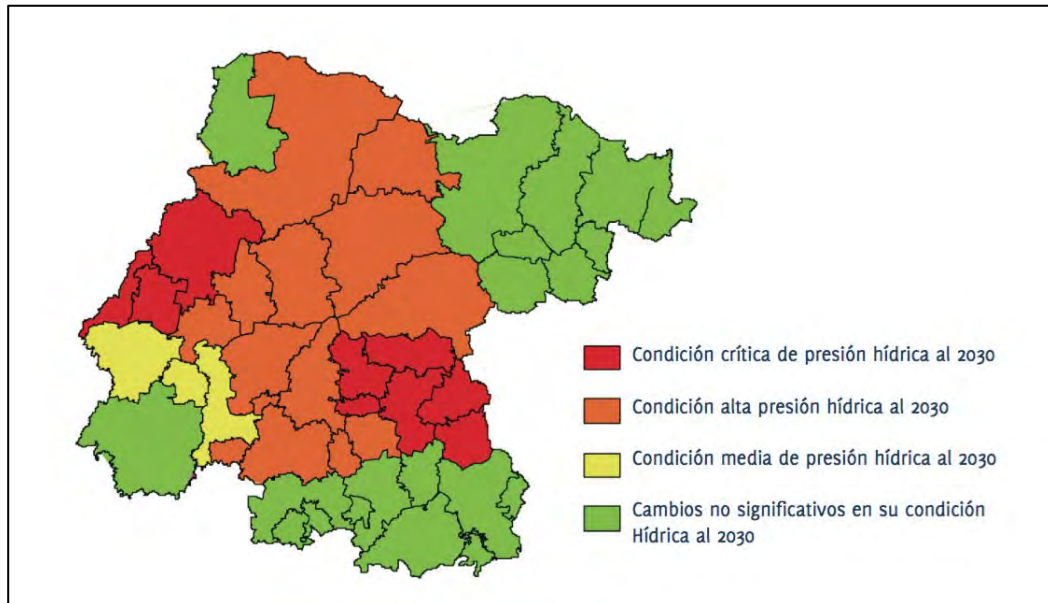 Condición crítica de presión hídrica al 2030
Condición alta presión hídrica al 2030
Condición media de presión hídrica al 2030
Cambios no significativos en su condición
Hídrica al 2030